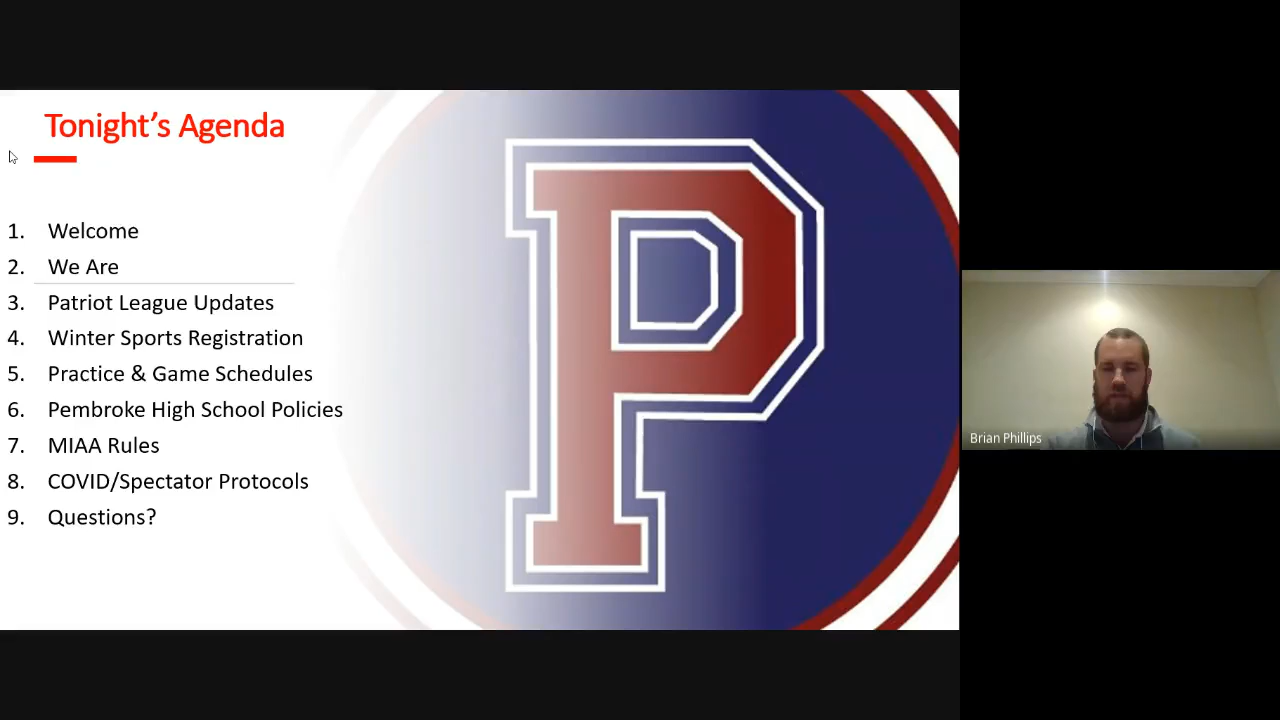 Tonight's Agenda
1. Welcome
2. We Are
3. Patriot League Updates
4. Winter Sports Registration
5. Practice & Game Schedules
6. Pembroke High School Policies
7. MIAA Rules
8. COVID/Spectator Protocols
9. Questions?
P
Brian Phillips